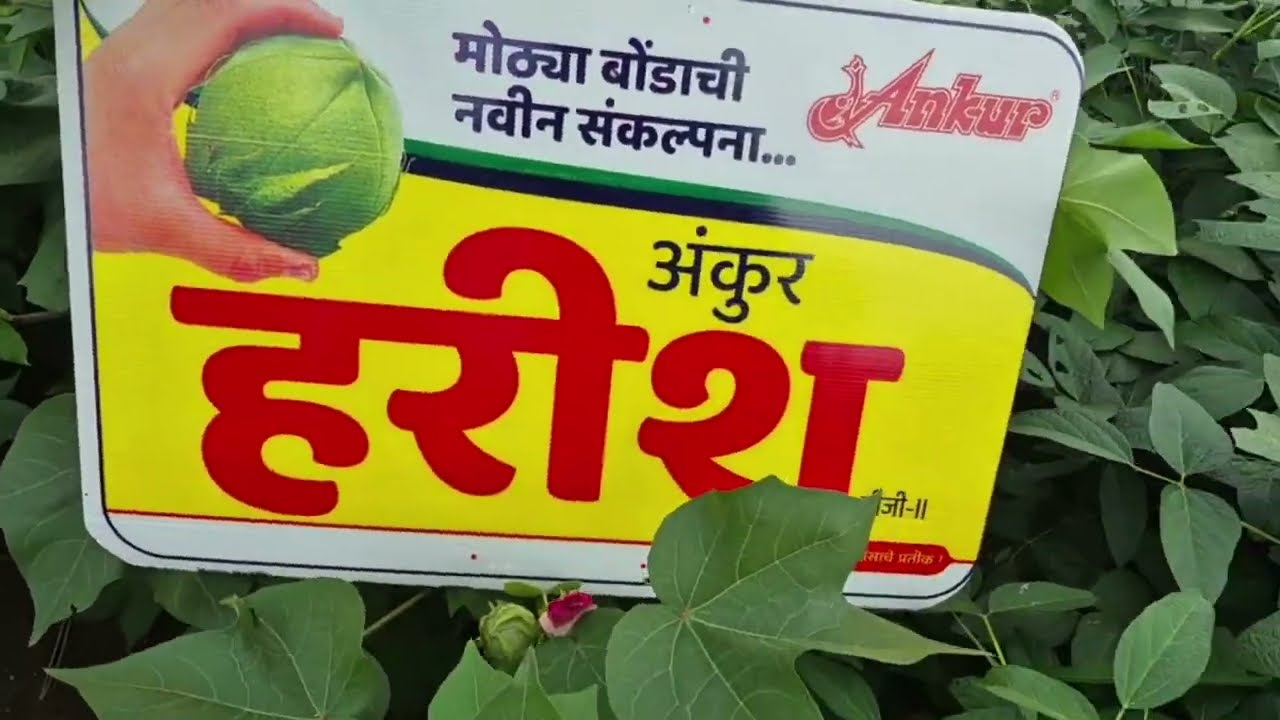 मोठ्या बोंडाची
नवीन संकल्पना...
Ankur®
अंकुर
हरीश